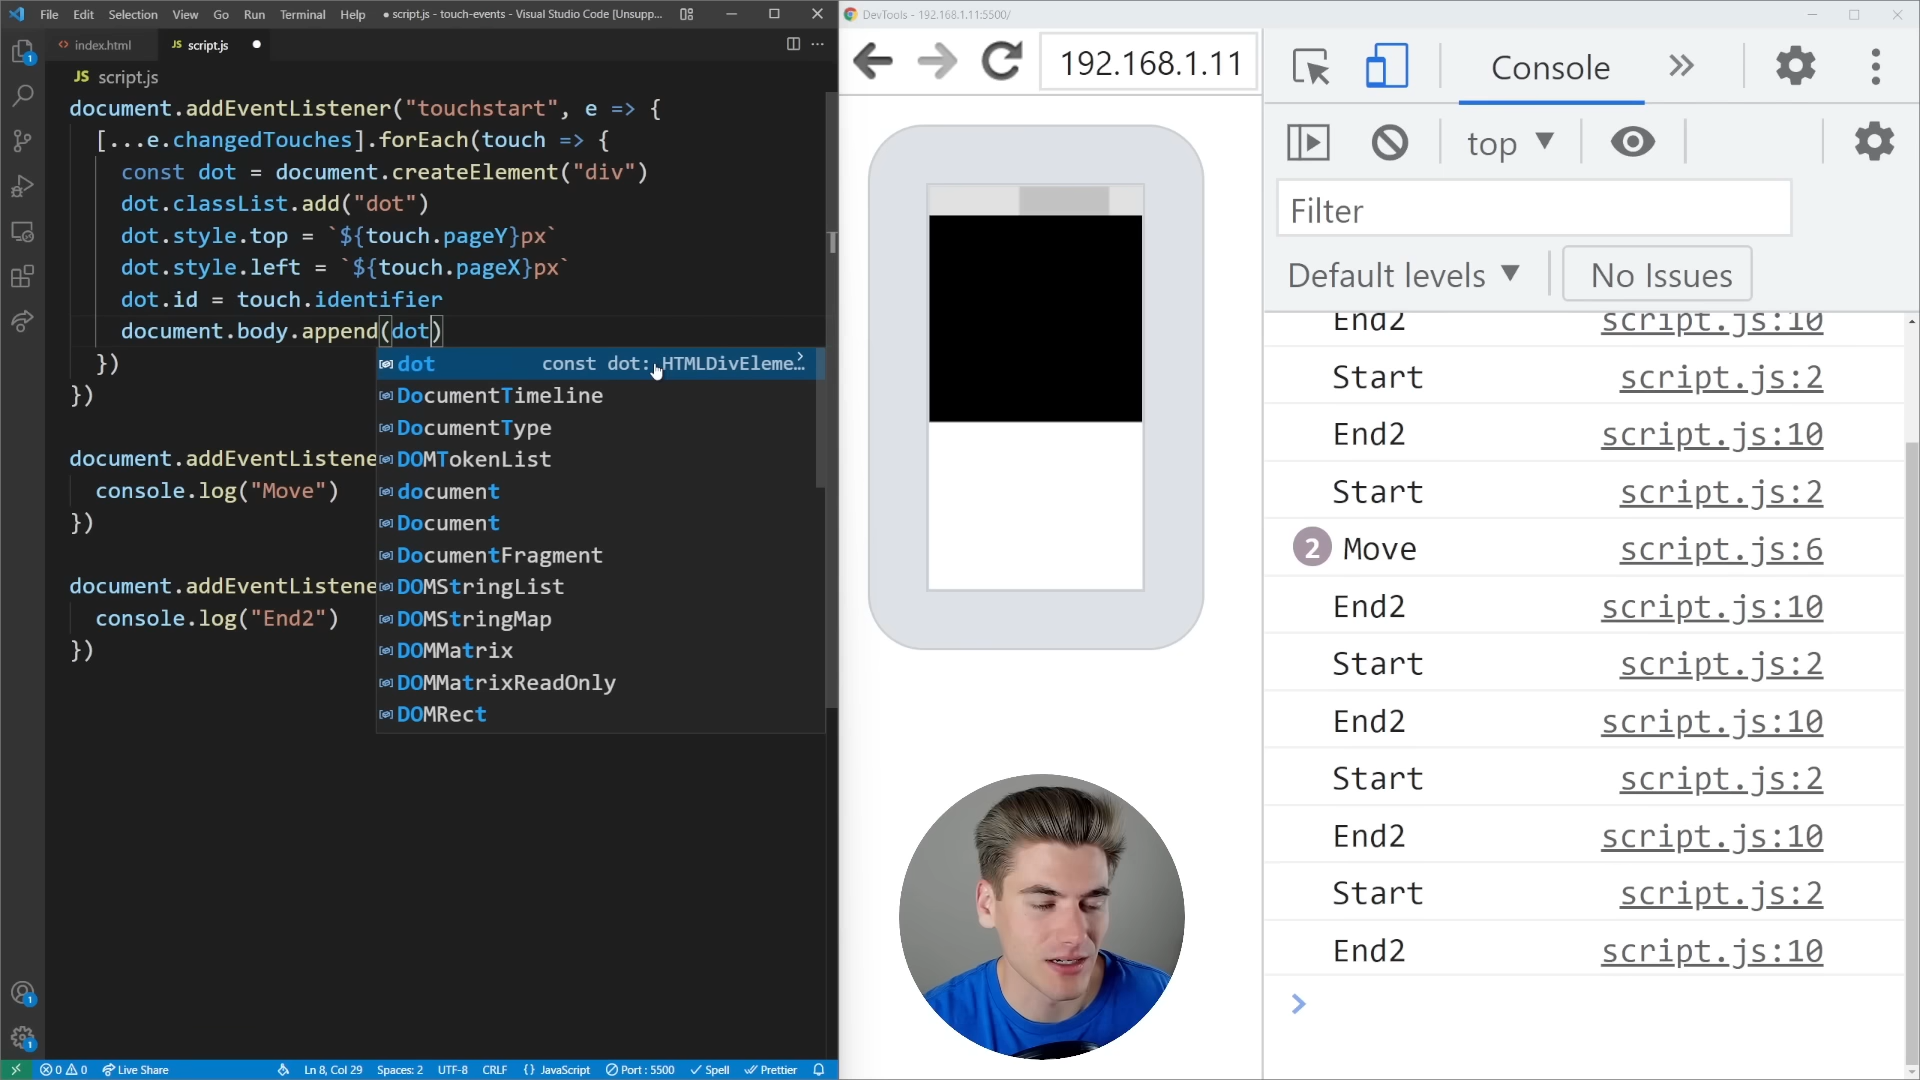 File Edit Selection View Go Run Terminal Help ● script.js - touch-events - Visual Studio Code [Unsupp...
index.html JS script.js
JS script.js
document.addEventListener("touchstart", e => {
[...e.changedTouches].forEach(touch => {
const dot = document.createElement("div")
dot.classList.add("dot")
dot.style.top = `${touch.pageY}px`
dot.style.left = `${touch.pageX}px`
dot.id = touch.identifier
document.body.append(dot)
})
})
dot const dot: HTMLDivEleme...
DocumentTimeline
DocumentType
DOMTokenList
document
Document
DocumentFragment
DOMStringList
DOMStringMap
DOMMatrix
DOMMatrixReadOnly
DOMRect
document.addEventListene
console.log("Move")
})
document.addEventListene
console.log("End2")
})
1
1
1
0 0 Live Share Ln 8, Col 29 Spaces: 2 UTF-8 CRLF {} JavaScript Port : 5500 Spell Prettier
DevTools - 192.168.1.11:5500/
192.168.1.11
Console
top ▼
Filter
Default levels ▼ No Issues
End2 script.js:10
Start script.js:2
End2 script.js:10
Start script.js:2
2 Move script.js:6
End2 script.js:10
Start script.js:2
End2 script.js:10
Start script.js:2
End2 script.js:10
Start script.js:2
End2 script.js:10